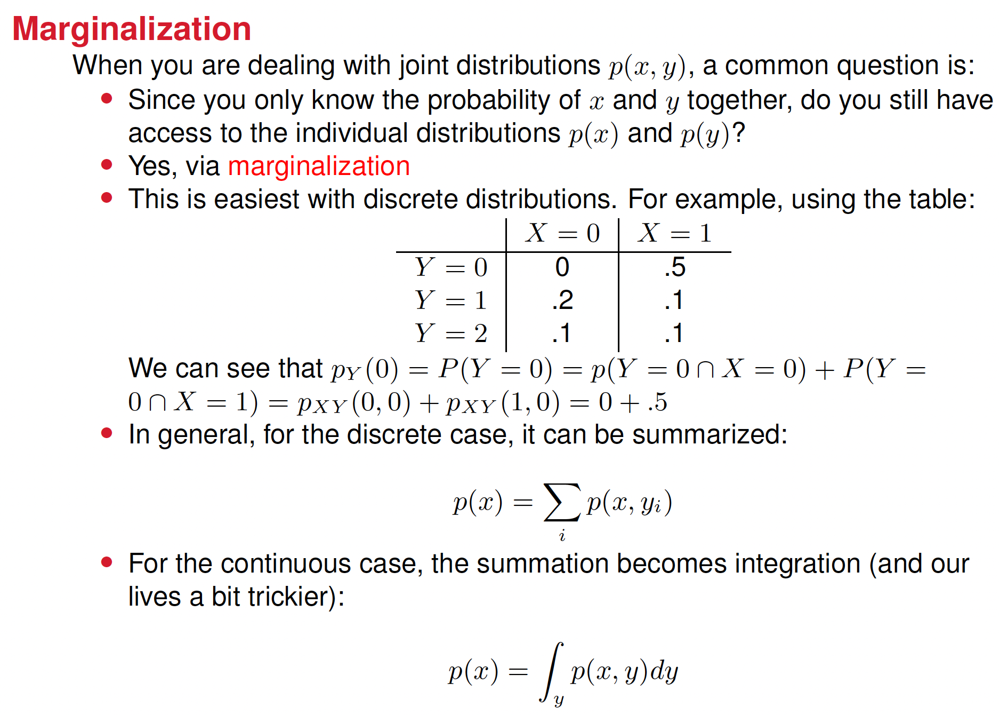 Marginalization
When you are dealing with joint distributions p(x, y), a common question is:
• Since you only know the probability of x and y together, do you still have
access to the individual distributions p(x) and p(y)?
• Yes, via marginalization
• This is easiest with discrete distributions. For example, using the table:
X = 0 X = 1
Y = 0 0 .5
Y = 1 .2 .1
Y = 2 .1 .1
We can see that p_Y(0) = P(Y = 0) = p(Y = 0 ∩ X = 0) + P(Y =
0 ∩ X = 1) = p_{XY}(0, 0) + p_{XY}(1, 0) = 0 + .5
• In general, for the discrete case, it can be summarized:
p(x) = ∑_i p(x, y_i)
• For the continuous case, the summation becomes integration (and our
lives a bit trickier):
p(x) = ∫_y p(x, y)dy